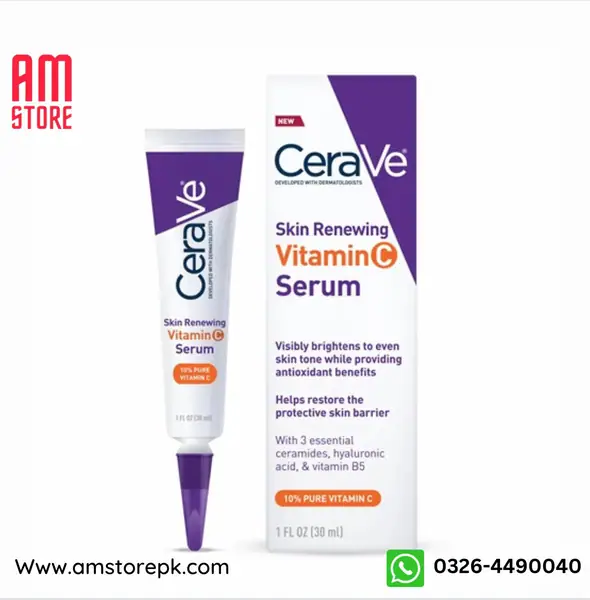 AM
STORE
CeraVe®
DEVELOPED WITH DERMATOLOGISTS
Skin Renewing
Vitamin C
Serum
10% PURE
VITAMIN C
1 FL OZ (30 ml)
NEW
CeraVe®
DEVELOPED WITH DERMATOLOGISTS
Skin Renewing
Vitamin C
Serum
Visibly brightens to even
skin tone while providing
antioxidant benefits
Helps restore the
protective skin barrier
With 3 essential
ceramides, hyaluronic
acid, & vitamin B5
10% PURE VITAMIN C
1 FL OZ (30 ml)
Www.amstorepk.com
0326-4490040